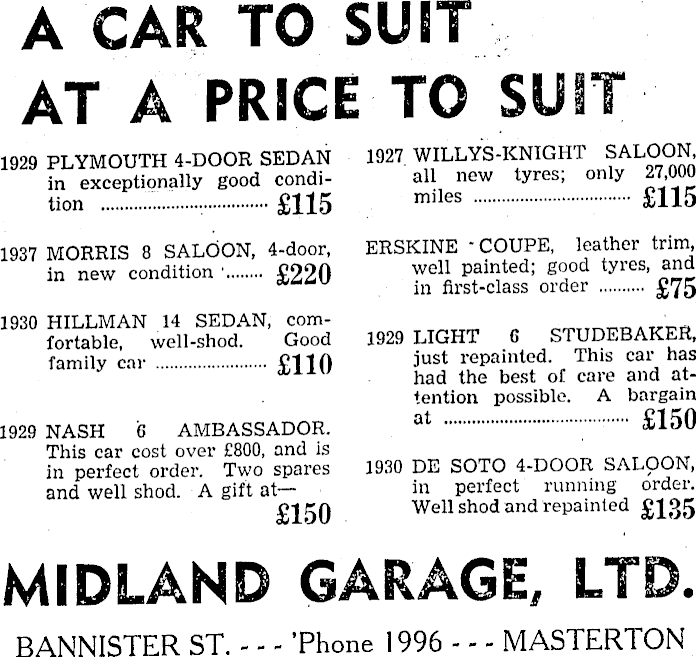 A CAR TO SUIT
AT A PRICE TO SUIT
1929 PLYMOUTH 4-DOOR SEDAN
in exceptionally good condi-
tion .................................. £115
1937 MORRIS 8 SALOON, 4-door,
in new condition ........ £220
1930 HILLMAN 14 SEDAN, com-
fortable, well-shod. Good
family car ........................ £110
1929 NASH 6 AMBASSADOR.
This car cost over £800, and is
in perfect order. Two spares
and well shod. A gift at—
£150
1927 WILLYS-KNIGHT SALOON,
all new tyres; only 27,000
miles .................................. £115
ERSKINE COUPE, leather trim,
well painted; good tyres, and
in first-class order .......... £75
1929 LIGHT 6 STUDEBAKER,
just repainted. This car has
had the best of care and at-
tention possible. A bargain
at ........................................ £150
1930 DE SOTO 4-DOOR SALOON,
in perfect running order.
Well shod and repainted £135
MIDLAND GARAGE, LTD.
BANNISTER ST. - - - 'Phone 1996 - - - MASTERTON